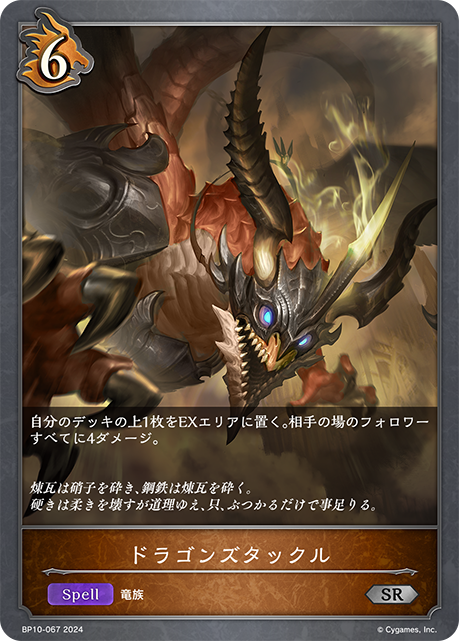 6
自分のデッキの上1枚をEXエリアに置く。相手の場のフォロワー
すべてに4ダメージ。
煉瓦は硝子を砕き、鋼鉄は煉瓦を砕く。
硬きは柔きを壊すが道理ゆえ、只、ぶつかるだけで事足りる。
ドラゴンズタックル
Spell 竜族 SR
BP10-067 2024 © Cygames, Inc.